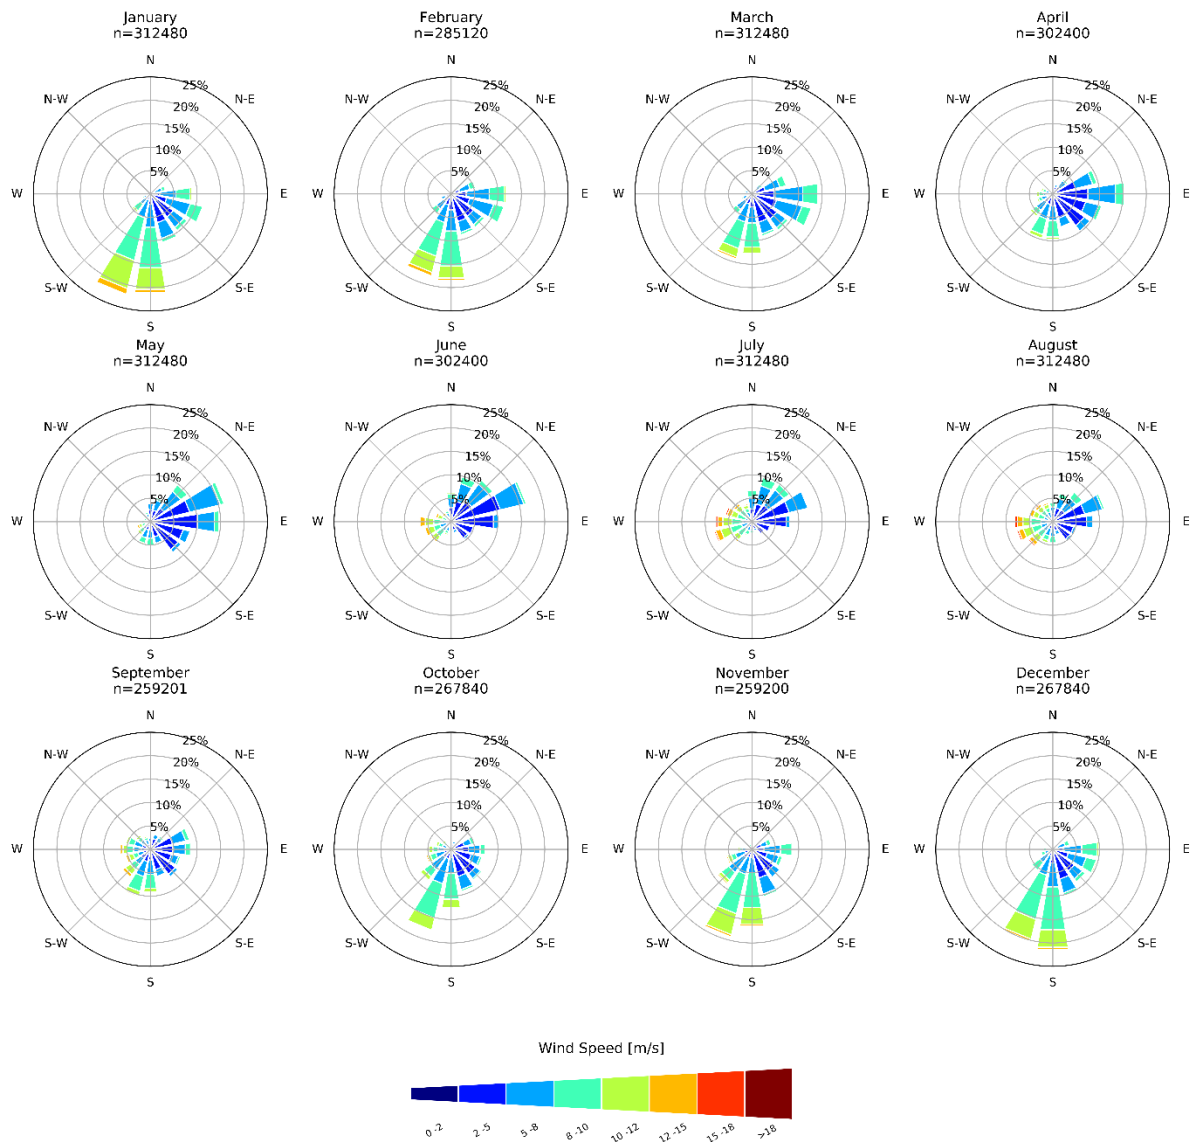 January
n=312480
February
n=285120
March
n=312480
April
n=302400
N
N-W
25%
N-E
20%
15%
10%
5%
W
E
S-W
S-E
S
N
N-W
25%
N-E
20%
15%
10%
5%
W
E
S-W
S-E
S
N
N-W
25%
N-E
20%
15%
10%
5%
W
E
S-W
S-E
S
N
N-W
25%
N-E
20%
15%
10%
5%
W
E
S-W
S-E
S
May
n=312480
June
n=302400
July
n=312480
August
n=312480
N
N-W
25%
N-E
20%
15%
10%
5%
W
E
S-W
S-E
S
N
N-W
25%
N-E
20%
15%
10%
5%
W
E
S-W
S-E
S
N
N-W
25%
N-E
20%
15%
10%
5%
W
E
S-W
S-E
S
N
N-W
25%
N-E
20%
15%
10%
5%
W
E
S-W
S-E
S
September
n=259201
October
n=267840
November
n=259200
December
n=267840
N
N-W
25%
N-E
20%
15%
10%
5%
W
E
S-W
S-E
S
N
N-W
25%
N-E
20%
15%
10%
5%
W
E
S-W
S-E
S
N
N-W
25%
N-E
20%
15%
10%
5%
W
E
S-W
S-E
S
N
N-W
25%
N-E
20%
15%
10%
5%
W
E
S-W
S-E
S
Wind Speed [m/s]
0 -2
2 -5
5 -8
8 -10
10 -12
12 -15
15 -18
>18